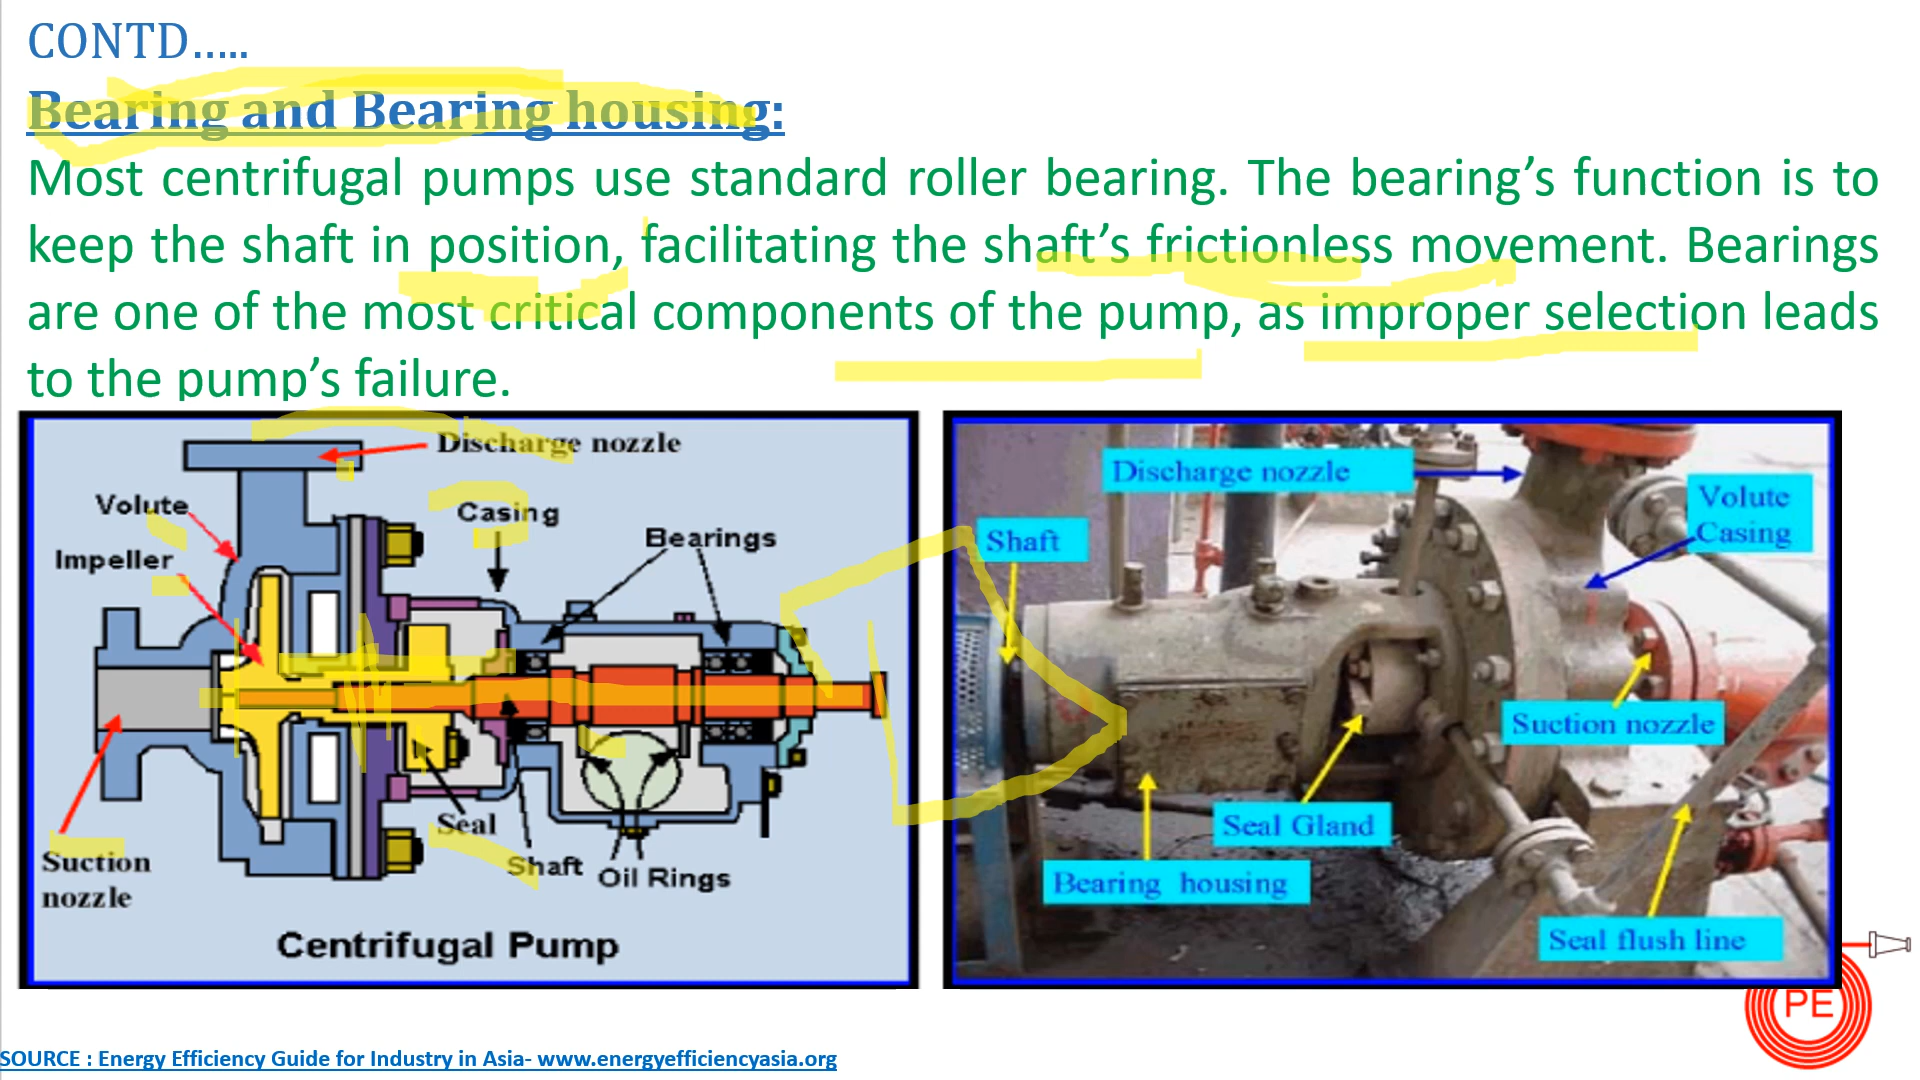 CONTD.....
Bearing and Bearing housing:
Most centrifugal pumps use standard roller bearing. The bearing’s function is to
keep the shaft in position, facilitating the shaft’s frictionless movement. Bearings
are one of the most critical components of the pump, as improper selection leads
to the pump’s failure.
Discharge nozzle
Volute
Casing
Bearings
Impeller
Seal
Shaft
Oil Rings
Suction
nozzle
Centrifugal Pump
Discharge nozzle
Volute
Casing
Shaft
Suction nozzle
Seal Gland
Bearing housing
Seal flush line
PE
SOURCE : Energy Efficiency Guide for Industry in Asia- www.energyefficiencyasia.org